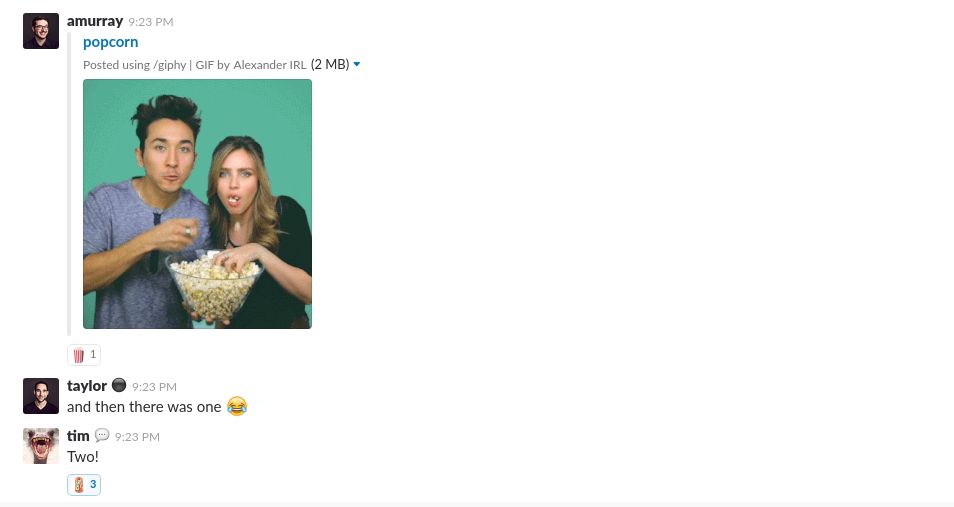 amurray 9:23 PM
popcorn
Posted using /giphy | GIF by Alexander IRL (2 MB)
1
taylor 9:23 PM
and then there was one 😂
tim 💬 9:23 PM
Two!
3